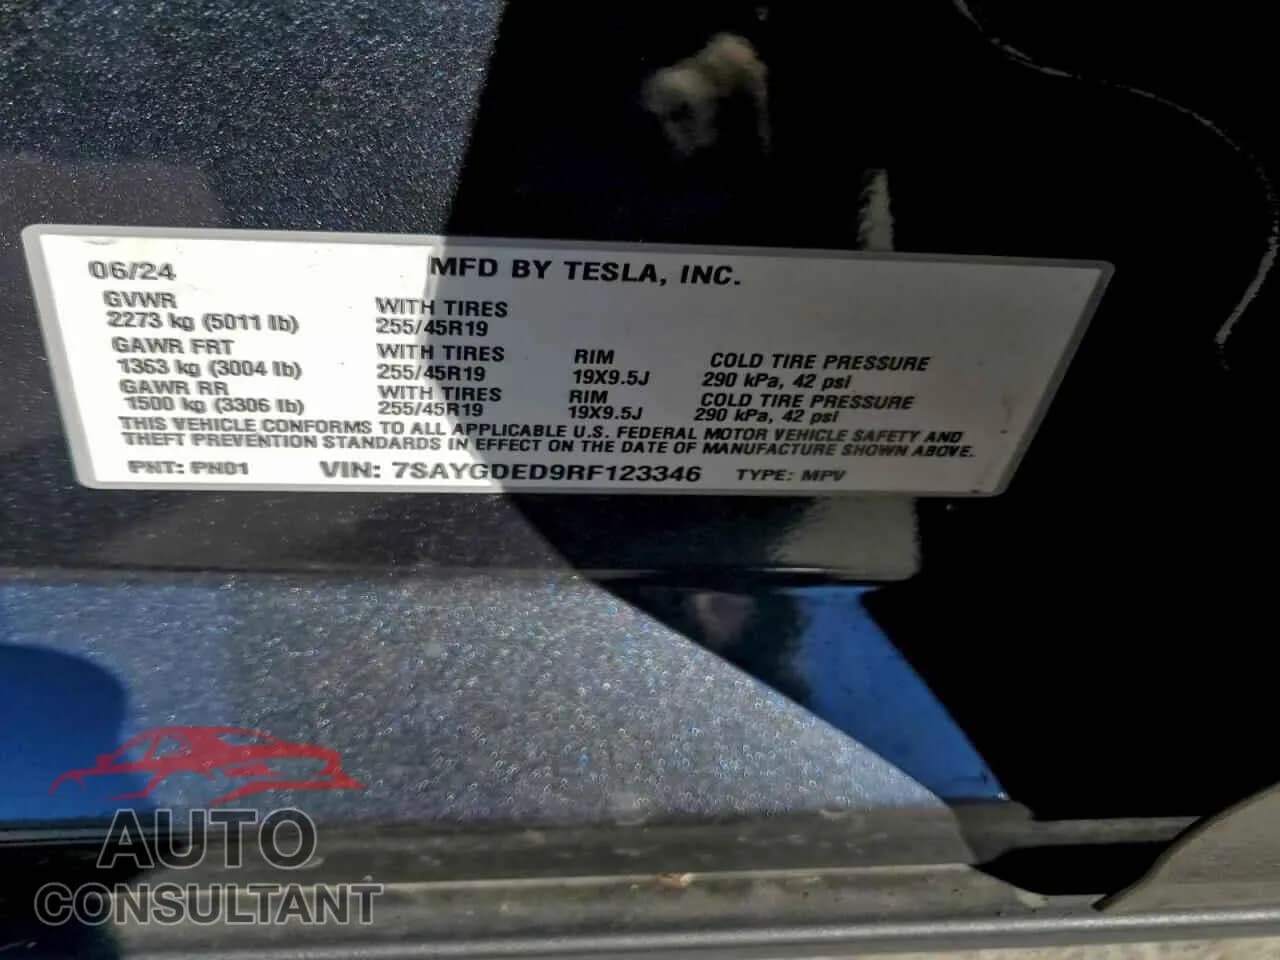 06/24 MFD BY TESLA, INC.
GVWR WITH TIRES
2273 kg (5011 lb) 255/45R19
GAWR FRT WITH TIRES RIM COLD TIRE PRESSURE
1363 kg (3004 lb) 255/45R19 19X9.5J 290 kPa, 42 psi
GAWR RR WITH TIRES RIM COLD TIRE PRESSURE
1500 kg (3306 lb) 255/45R19 19X9.5J 290 kPa, 42 psi
THIS VEHICLE CONFORMS TO ALL APPLICABLE U.S. FEDERAL MOTOR VEHICLE SAFETY AND
THEFT PREVENTION STANDARDS IN EFFECT ON THE DATE OF MANUFACTURE SHOWN ABOVE.
PNT: PN01 VIN: 7SAYGDED9RF123346 TYPE: MPV
AUTO
CONSULTANT